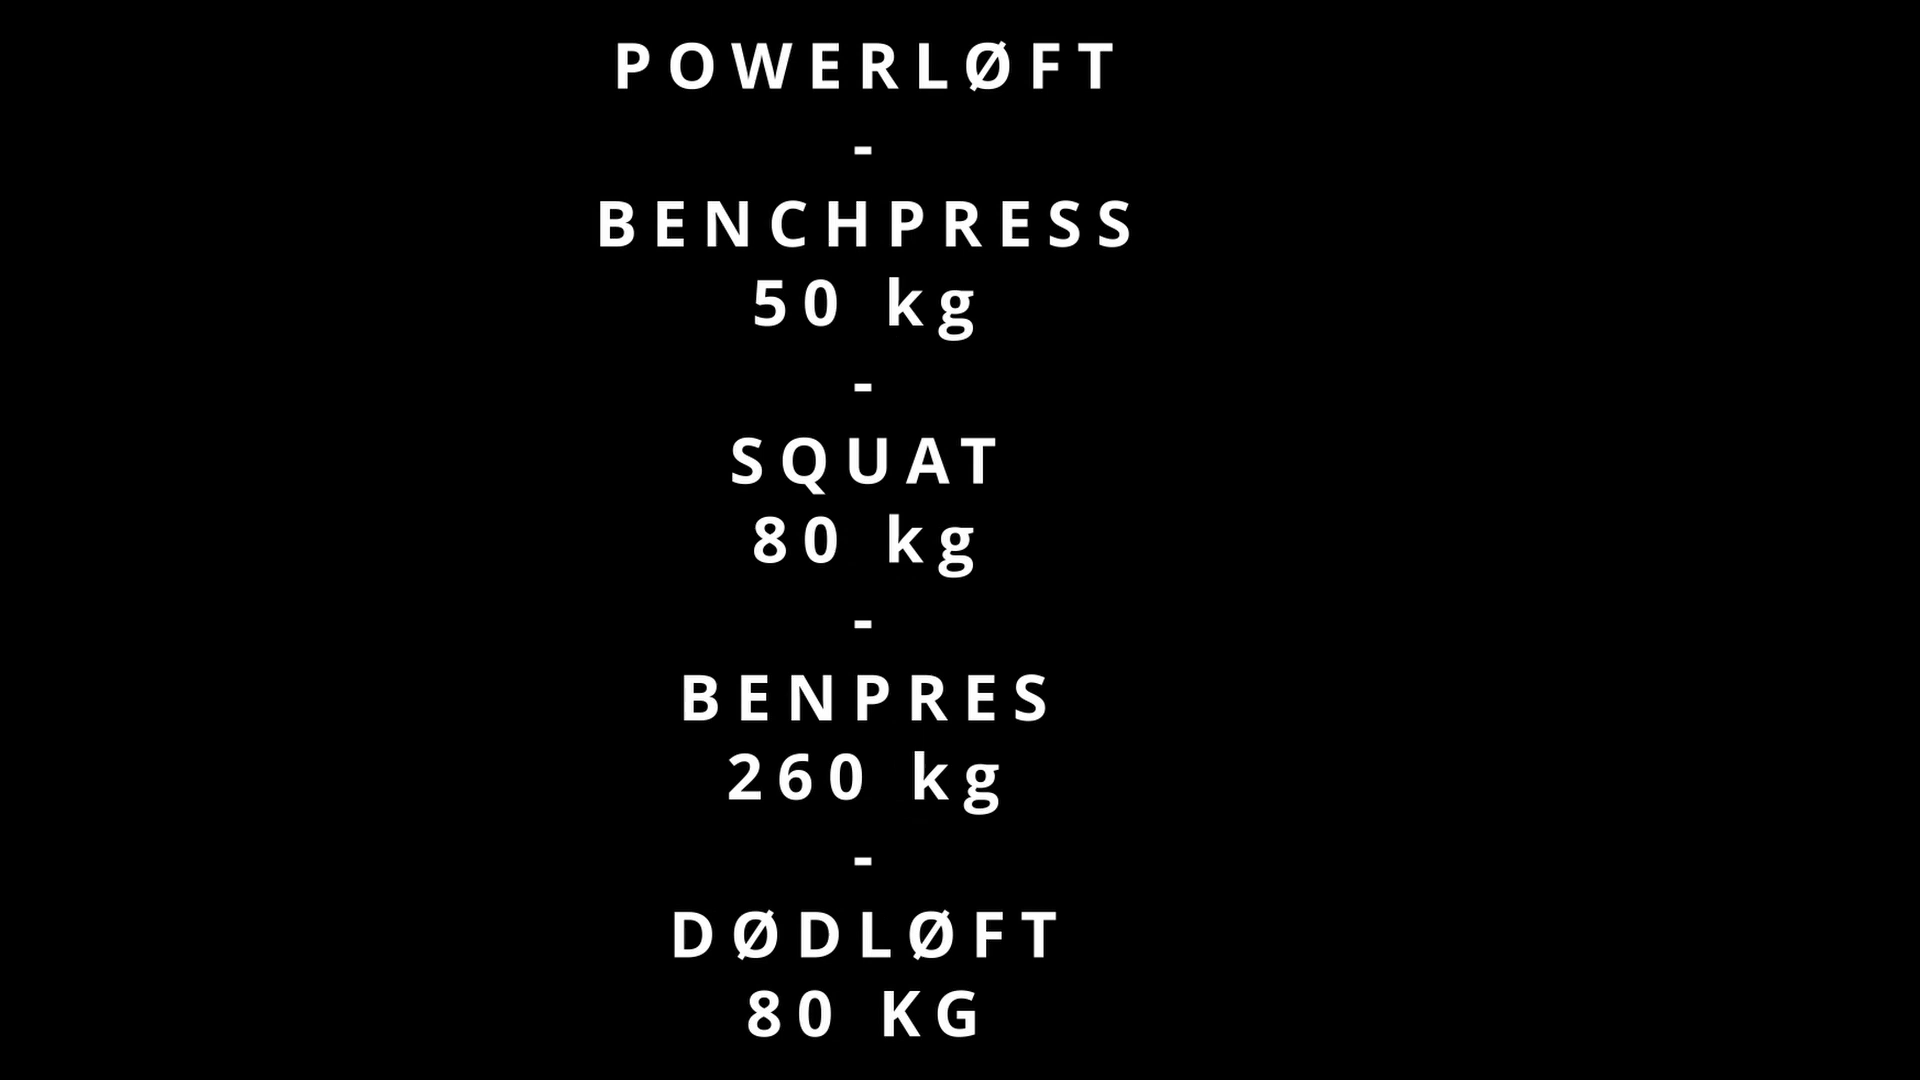 POWERLØFT
-
BENCHPRESS
50 kg
-
SQUAT
80 kg
-
BENPRES
260 kg
-
DØDLØFT
80 KG